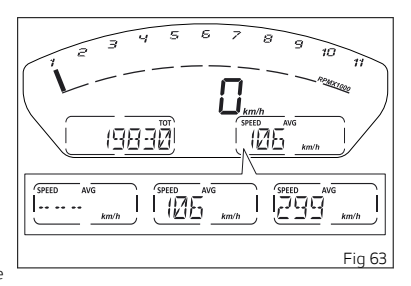 1 2 3 4 5 6 7 8 9 10 11
RPMX1000
0 km/h
TOT
19830
SPEED AVG
106 km/h
SPEED AVG
-- -- -- km/h
SPEED AVG
106 km/h
SPEED AVG
299 km/h
Fig 63
e